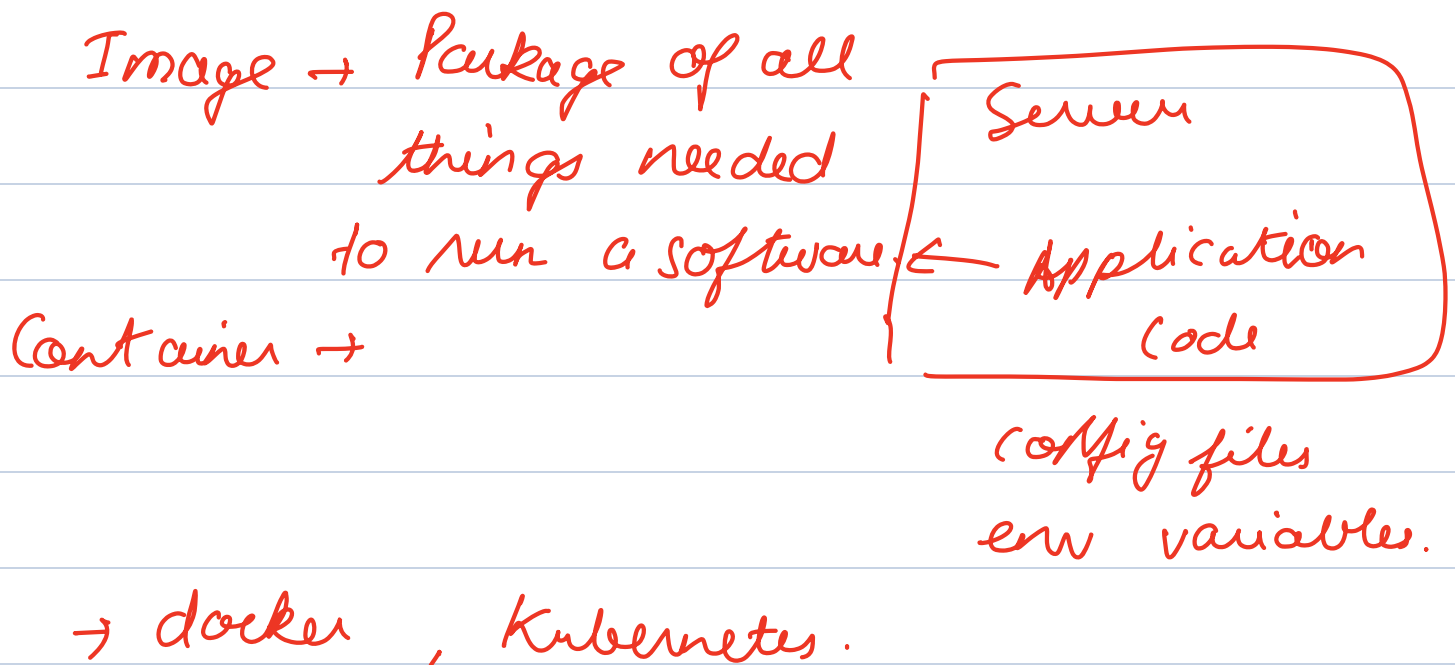 Image → Package of all
things needed
to run a software.
Server
← Application
Code
Container →
config files
env variables.
→ docker, Kubernetes.